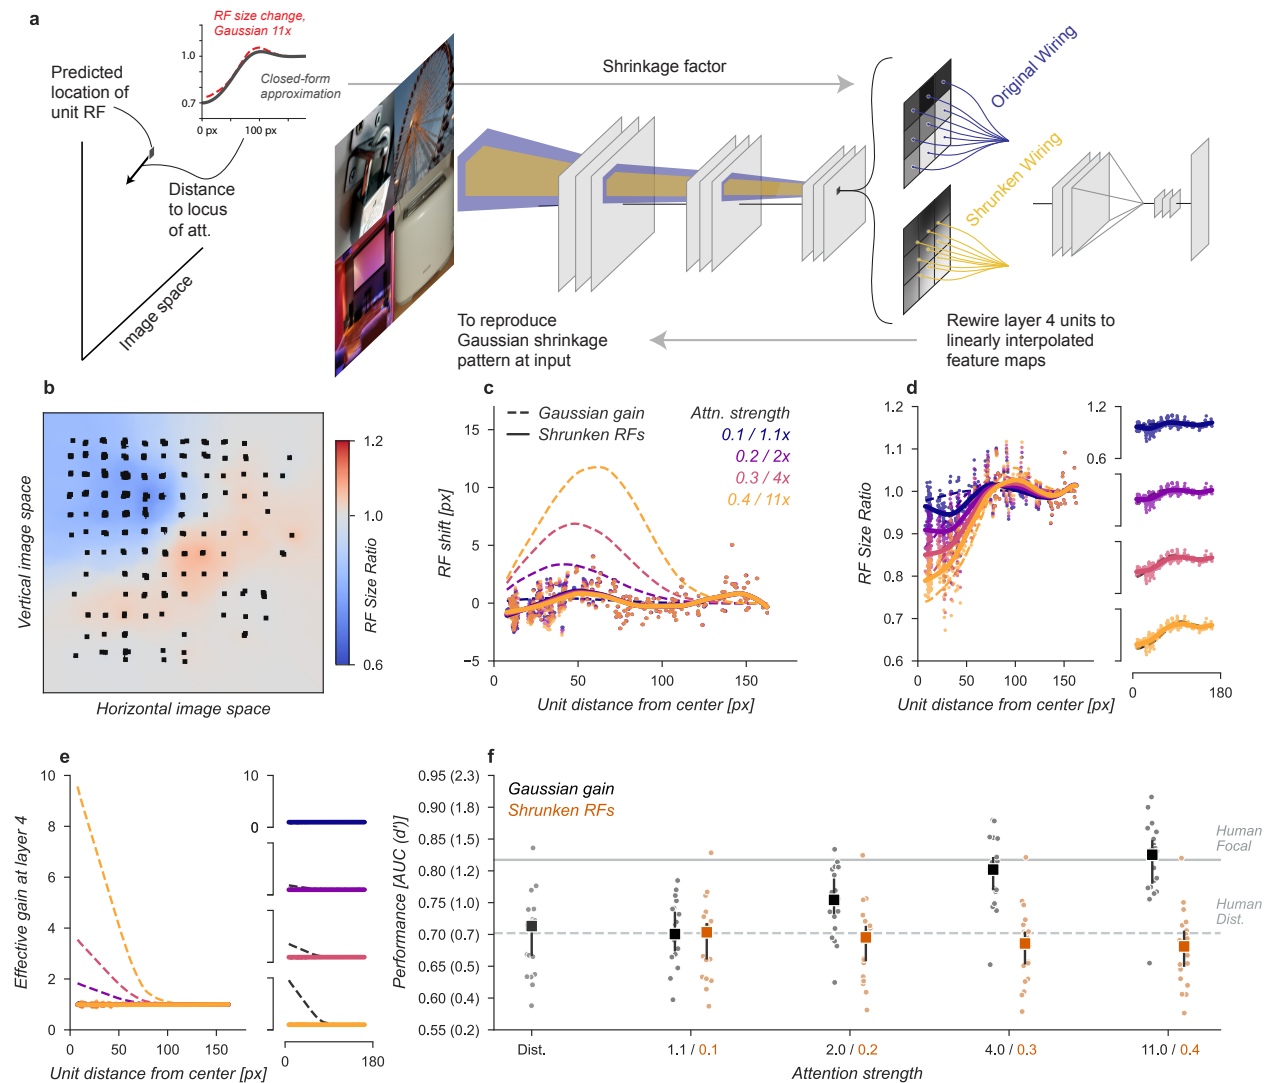 a
RF size change,
Gaussian 11x
1.0
0.7
0 px
100 px
Closed-form
approximation
Predicted
location of
unit RF
Distance
to locus
of att.
Image space
Shrinkage factor
Original Wiring
Shrunken Wiring
To reproduce
Gaussian shrinkage
pattern at input
Rewire layer 4 units to
linearly interpolated
feature maps
b
Vertical image space
Horizontal image space
1.2
1.0
0.6
RF Size Ratio
c
Gaussian gain
Shrunken RFs
Attn. strength
0.1 / 1.1x
0.2 / 2x
0.3 / 4x
0.4 / 11x
RF shift [px]
15
10
5
0
−5
0
50
100
150
Unit distance from center [px]
d
RF Size Ratio
1.2
1.1
1.0
0.9
0.8
0.7
0.6
0
50
100
150
Unit distance from center [px]
1.2
0.6
0
180
e
Effective gain at layer 4
10
8
6
4
2
0
0
50
100
150
Unit distance from center [px]
10
0
0
180
f
Gaussian gain
Shrunken RFs
Performance [AUC (d')]
0.95 (2.3)
0.90 (1.8)
0.85 (1.5)
0.80 (1.2)
0.75 (1.0)
0.70 (0.7)
0.65 (0.5)
0.60 (0.4)
0.55 (0.2)
Human
Focal
Human
Dist.
Dist.
1.1 / 0.1
2.0 / 0.2
4.0 / 0.3
11.0 / 0.4
Attention strength